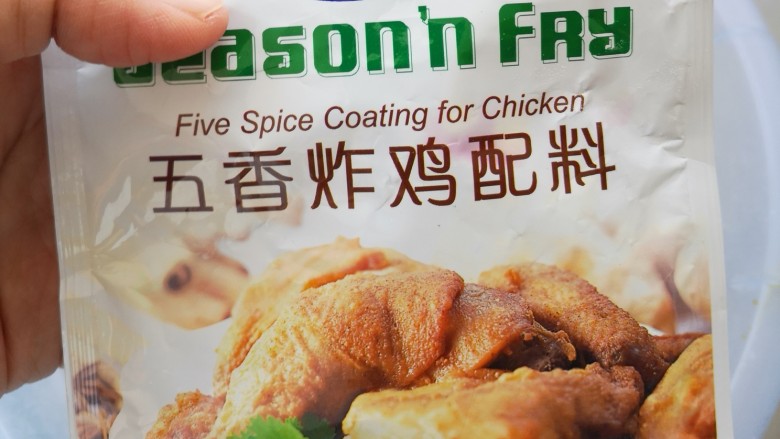 Season'n Fry
Five Spice Coating for Chicken
五香炸鸡配料